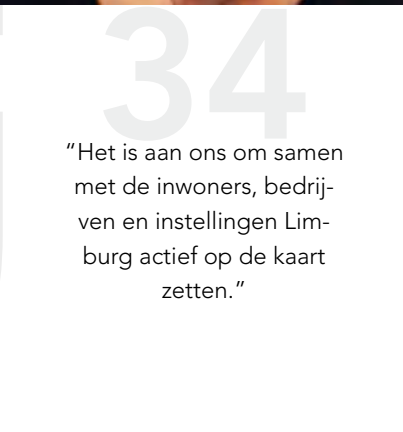 34
“Het is aan ons om samen
met de inwoners, bedrij-
ven en instellingen Lim-
burg actief op de kaart
zetten.”